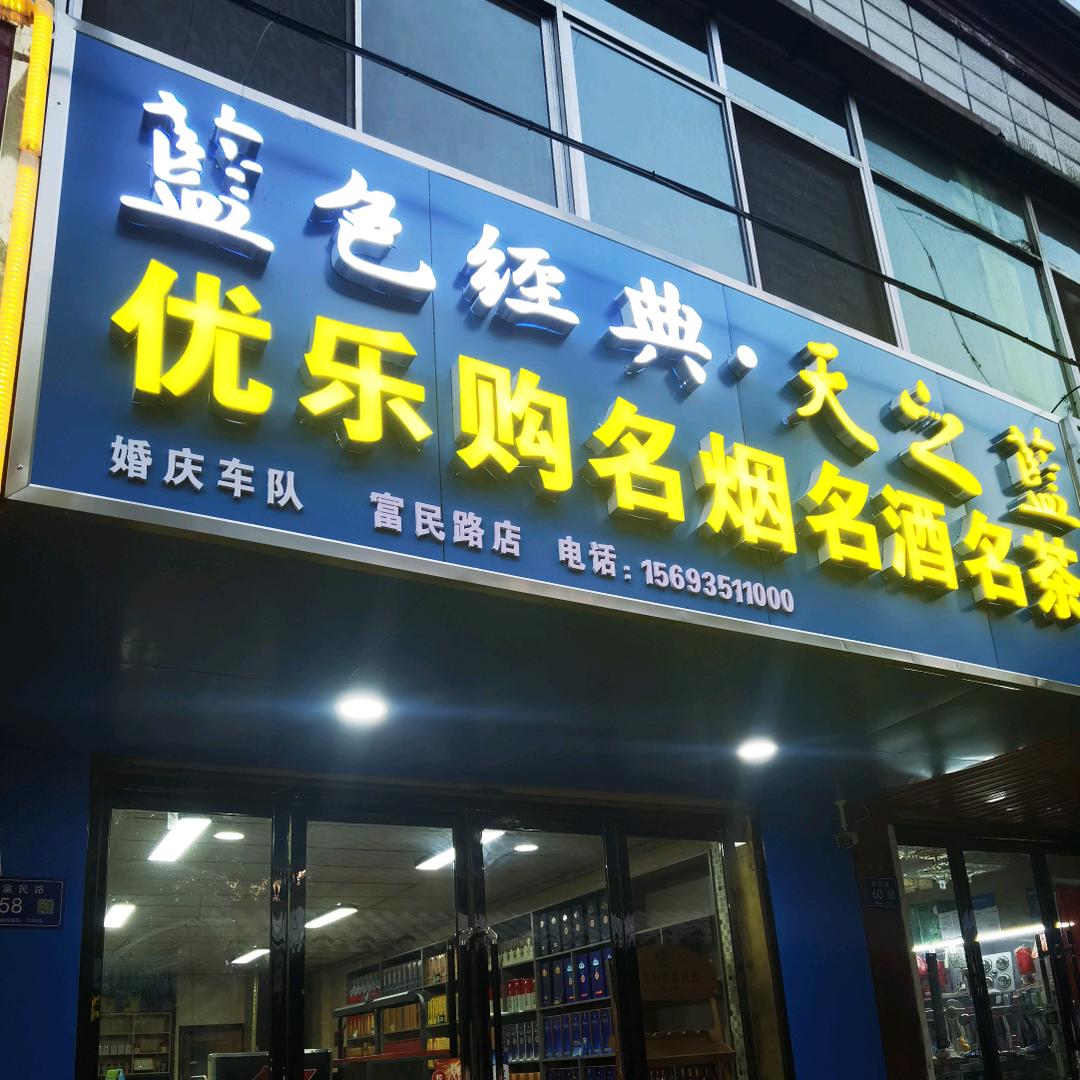 藍色经典·天之藍
优乐购名烟名酒名茶
婚庆车队 富民路店 电话:15693511000
富民路
58
60